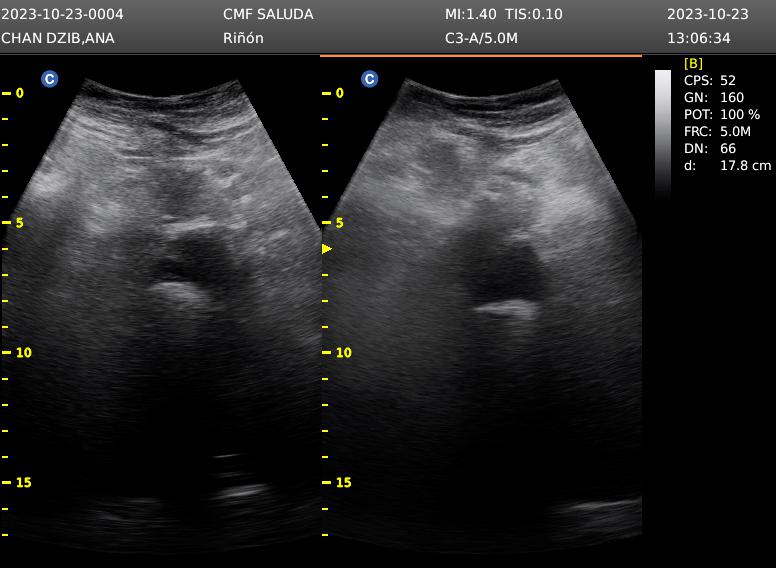 2023-10-23-0004 CMF SALUDA MI:1.40 TIS:0.10 2023-10-23
CHAN DZIB,ANA Riñón C3-A/5.0M 13:06:34
C
0
5
10
15
C
0
5
10
15
[B]
CPS: 52
GN: 160
POT: 100 %
FRC: 5.0M
DN: 66
d: 17.8 cm